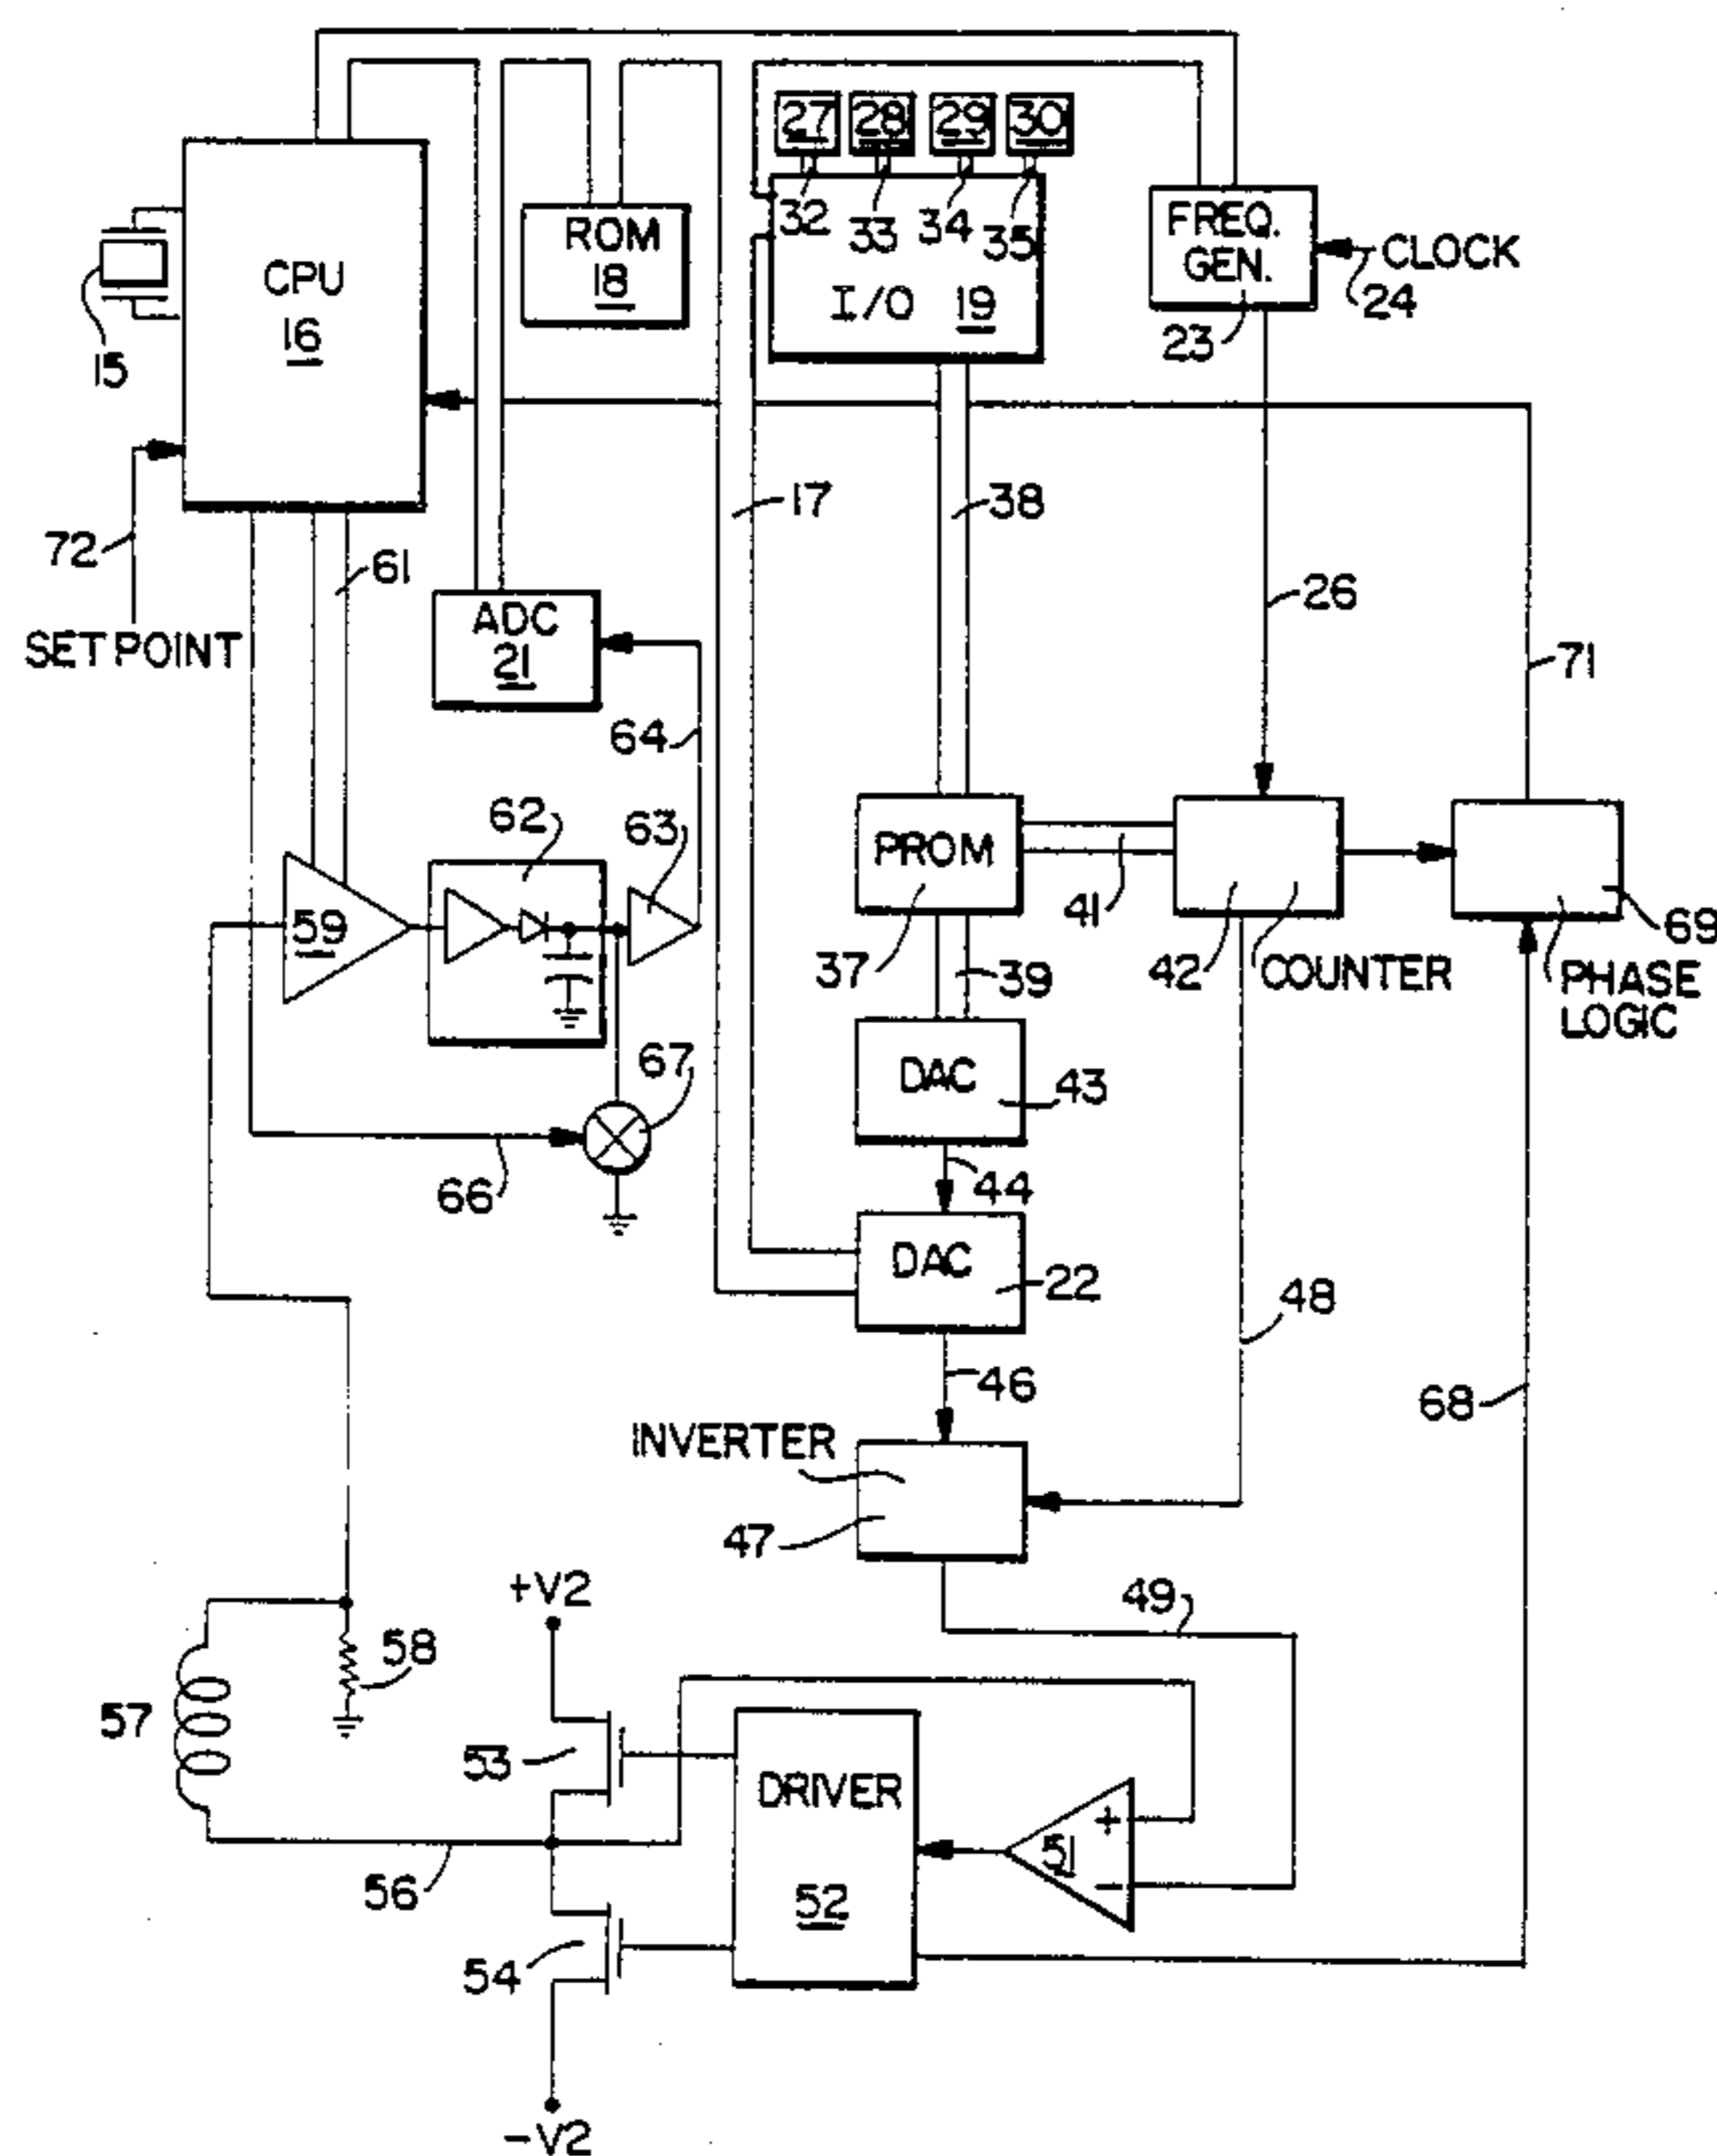 27 28 29 30
32 33 34 35
CPU
16
15
ROM
18
I/O 19
FREQ.
GEN.
23
CLOCK
24
72
SETPOINT
61
ADC
21
17
38
26
71
64
62
63
59
PROM
37
41
42
COUNTER
69
PHASE
LOGIC
39
67
66
DAC
43
44
DAC
22
46
48
68
INVERTER
47
49
+V2
58
57
53
DRIVER
52
+
51
−
56
54
−V2